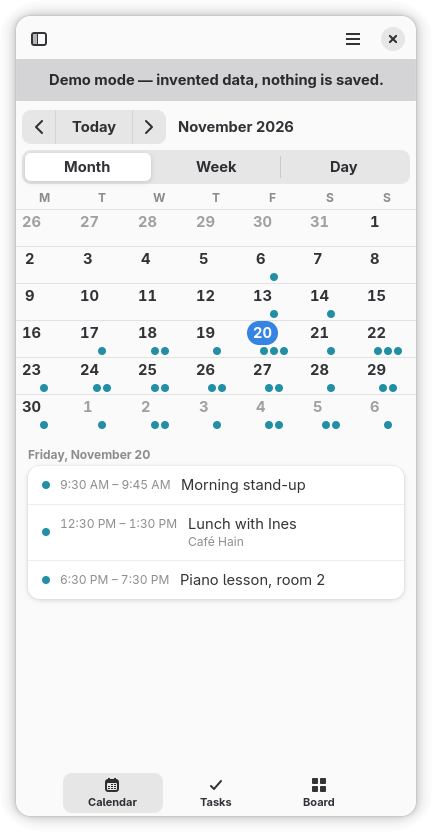 Demo mode — invented data, nothing is saved.
Today November 2026
Month Week Day
M T W T F S S
26 27 28 29 30 31 1
2 3 4 5 6 7 8
9 10 11 12 13 14 15
16 17 18 19 20 21 22
23 24 25 26 27 28 29
30 1 2 3 4 5 6
Friday, November 20
9:30 AM – 9:45 AM Morning stand-up
12:30 PM – 1:30 PM Lunch with Ines
Café Hain
6:30 PM – 7:30 PM Piano lesson, room 2
Calendar Tasks Board